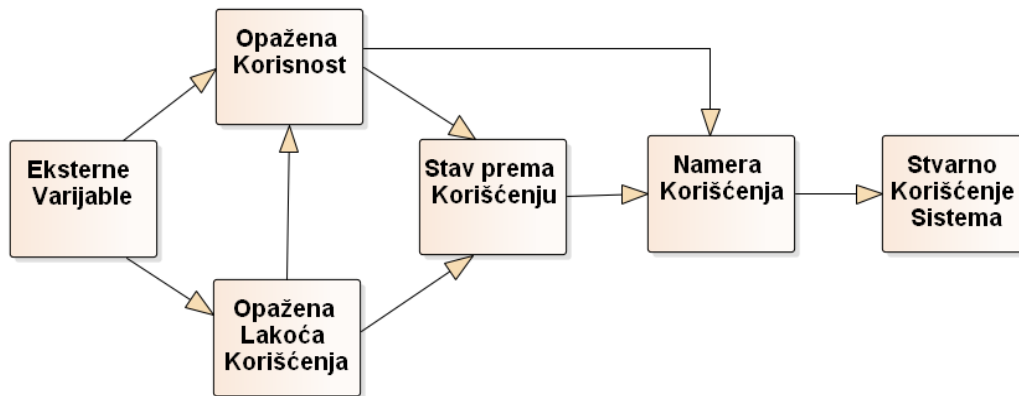 Opažena
Korisnost
Eksterne
Varijable
Stav prema
Korišćenju
Namera
Korišćenja
Stvarno
Korišćenje
Sistema
Opažena
Lakoća
Korišćenja